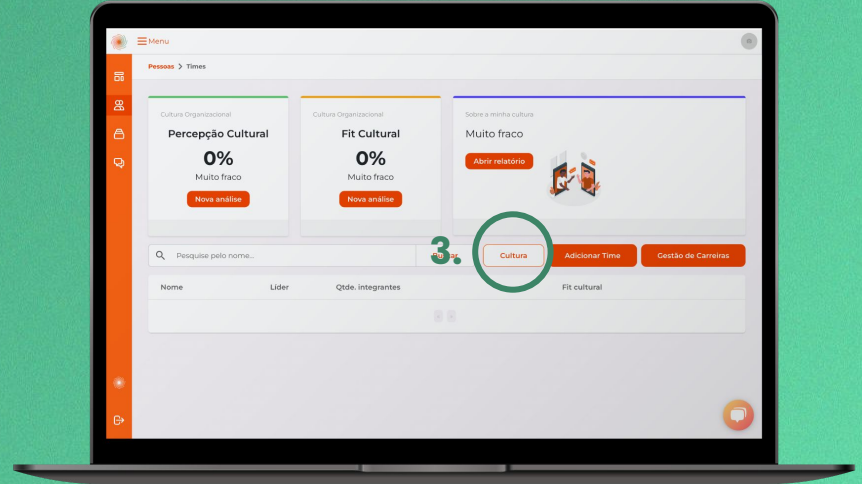 Menu
Pessoas > Times
Cultura Organizacional
Percepção Cultural
0%
Muito fraco
Nova análise
Cultura Organizacional
Fit Cultural
0%
Muito fraco
Nova análise
Sobre a minha cultura
Muito fraco
Abrir relatório
Pesquise pelo nome...
Buscar
3.
Cultura
Adicionar Time
Gestão de Carreiras
Nome
Líder
Qtde. integrantes
Fit cultural